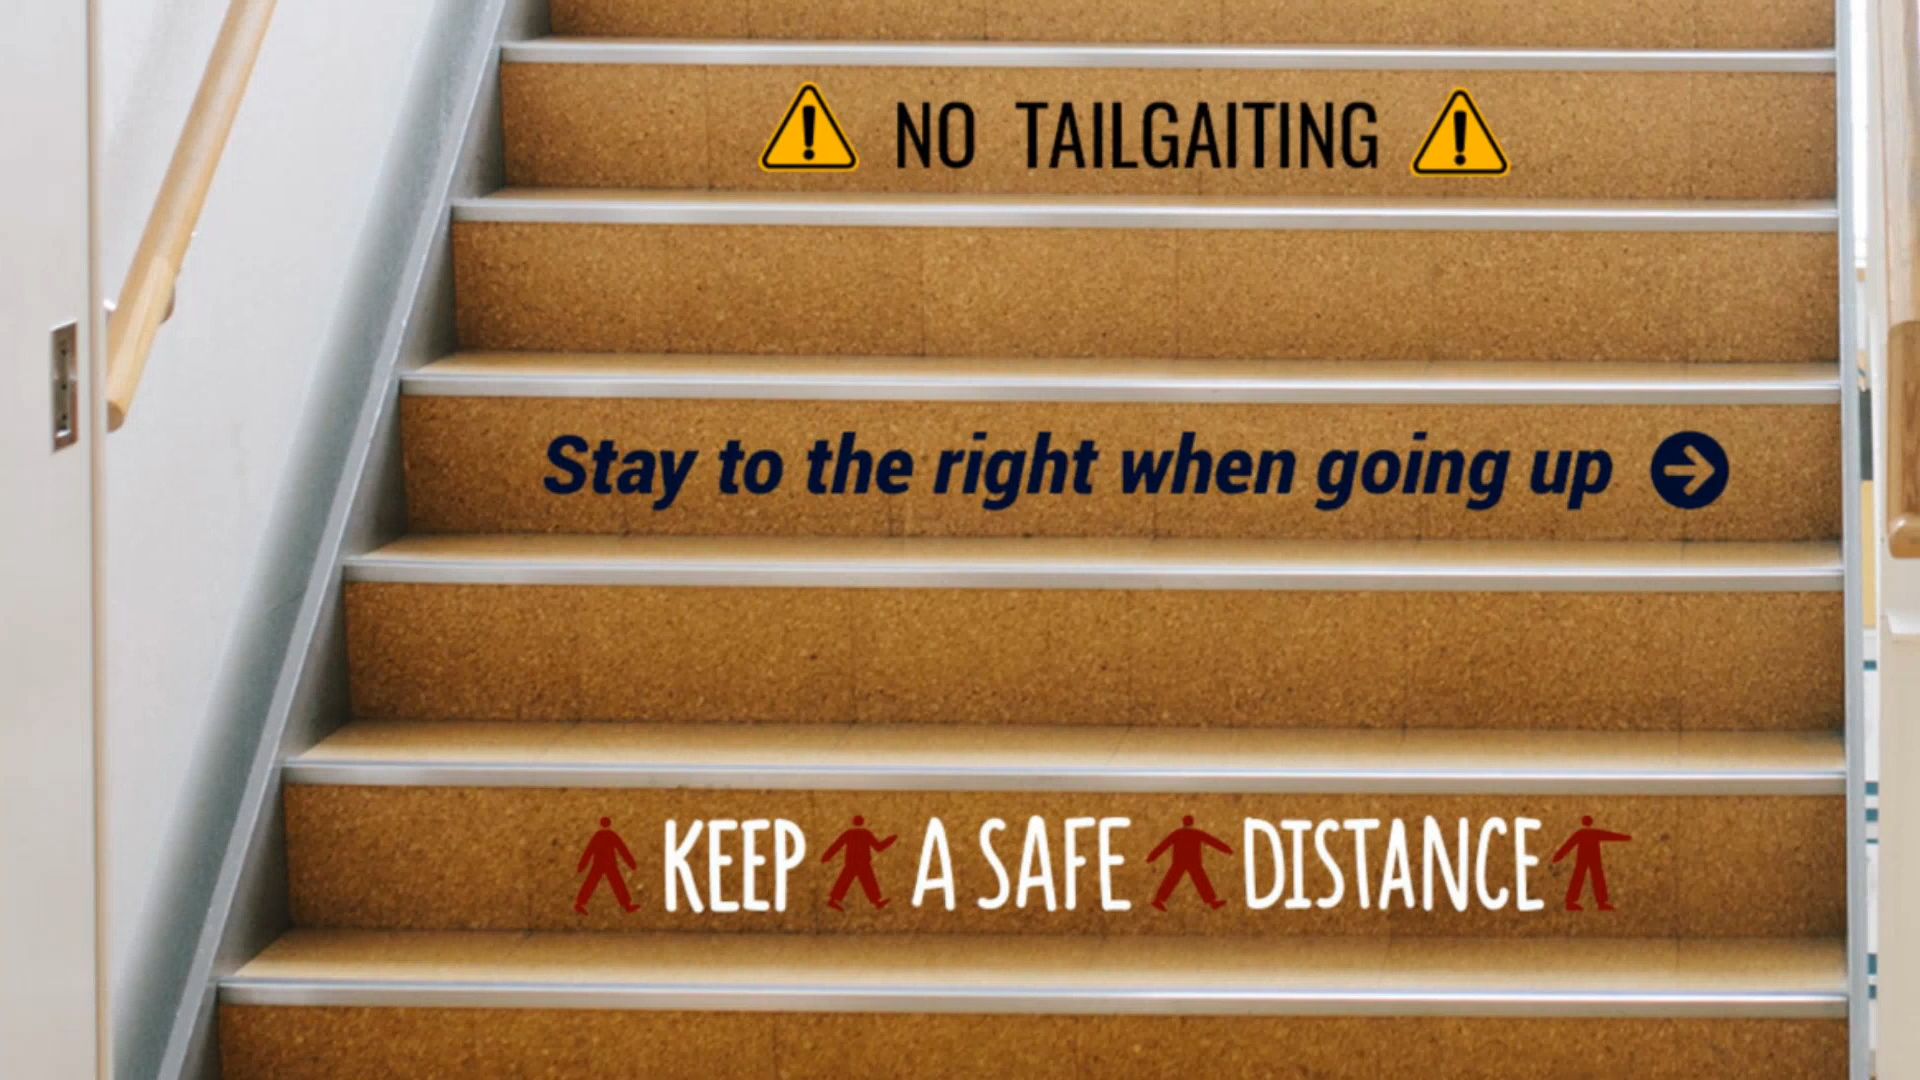 NO TAILGAITING
Stay to the right when going up
KEEP A SAFE DISTANCE